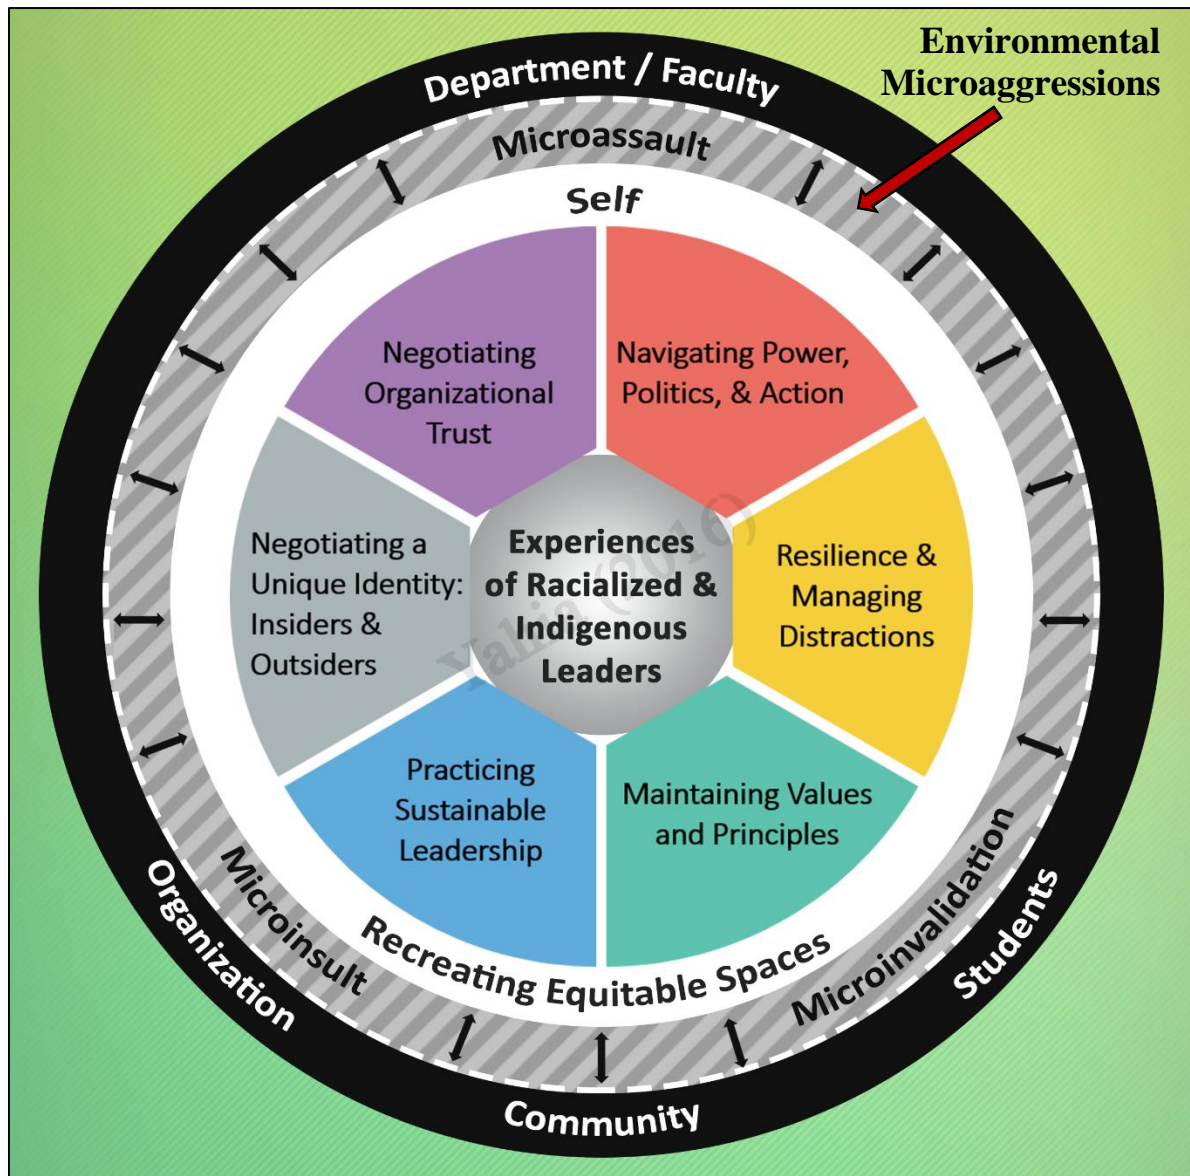 Environmental
Microaggressions
Department / Faculty
Microassault
Self
Negotiating
Organizational
Trust
Navigating Power,
Politics, & Action
Negotiating a
Unique Identity:
Insiders &
Outsiders
Experiences
of Racialized &
Indigenous
Leaders
Yahia (2016)
Resilience &
Managing
Distractions
Practicing
Sustainable
Leadership
Maintaining Values
and Principles
Recreating Equitable Spaces
Microinsult
Microinvalidation
Organization
Students
Community